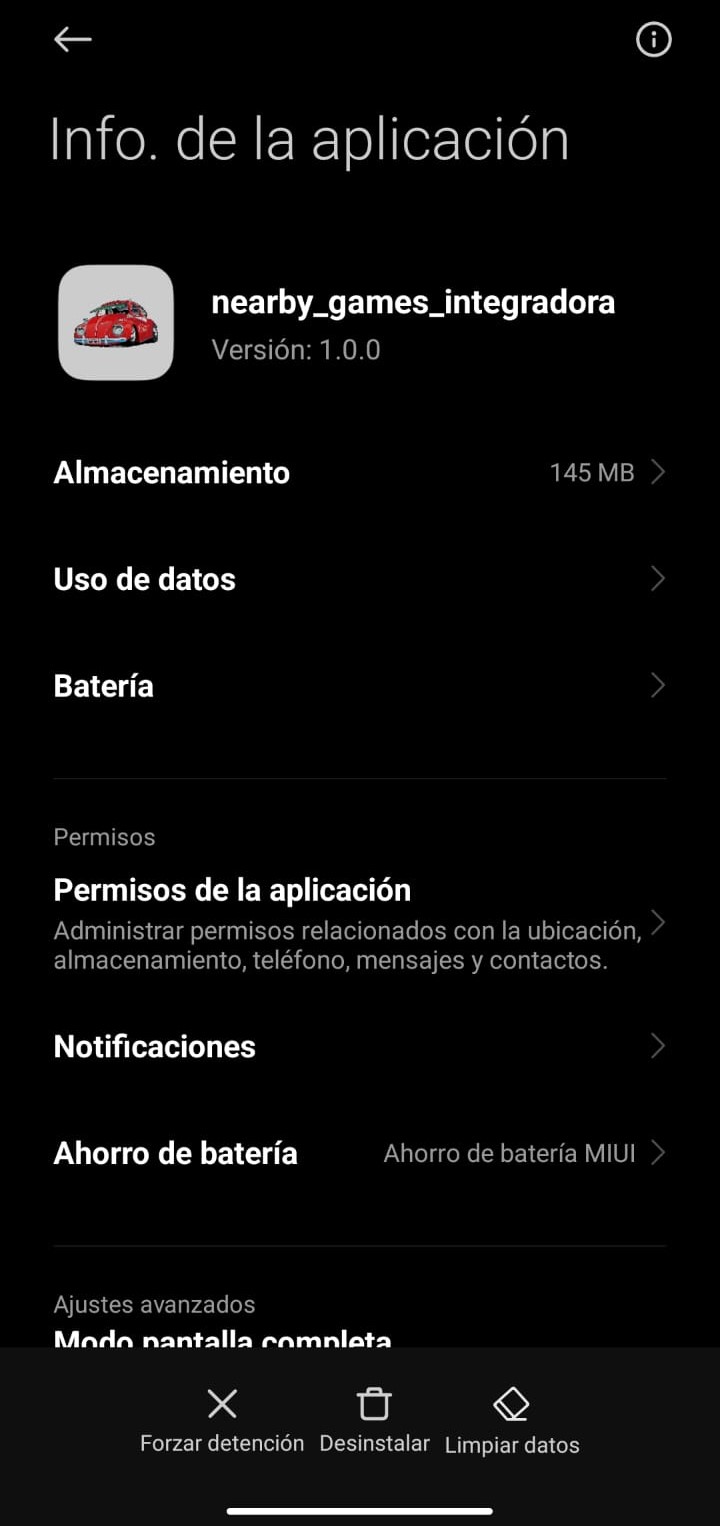 Info. de la aplicación
nearby_games_integradora
Versión: 1.0.0
Almacenamiento 145 MB
Uso de datos
Batería
Permisos
Permisos de la aplicación
Administrar permisos relacionados con la ubicación,
almacenamiento, teléfono, mensajes y contactos.
Notificaciones
Ahorro de batería Ahorro de batería MIUI
Ajustes avanzados
Modo pantalla completa
Forzar detención Desinstalar Limpiar datos